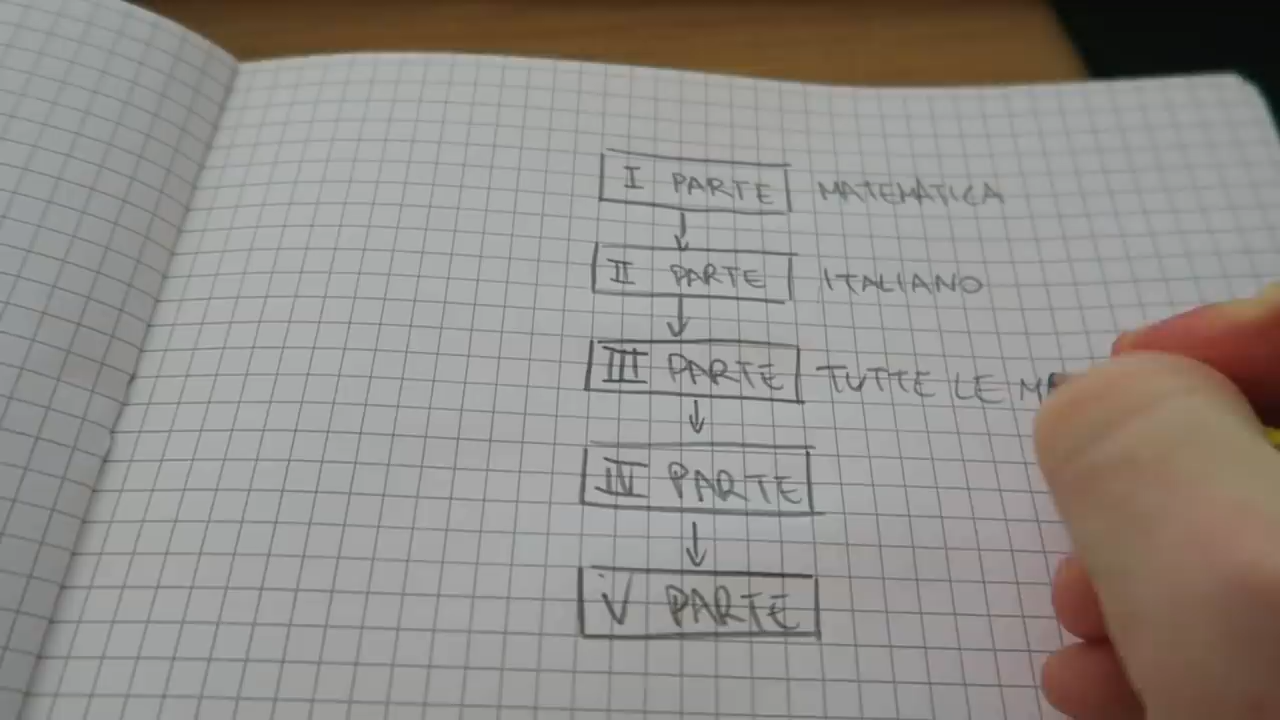 I PARTE MATEMATICA
II PARTE ITALIANO
III PARTE TUTTE LE
IV PARTE
V PARTE